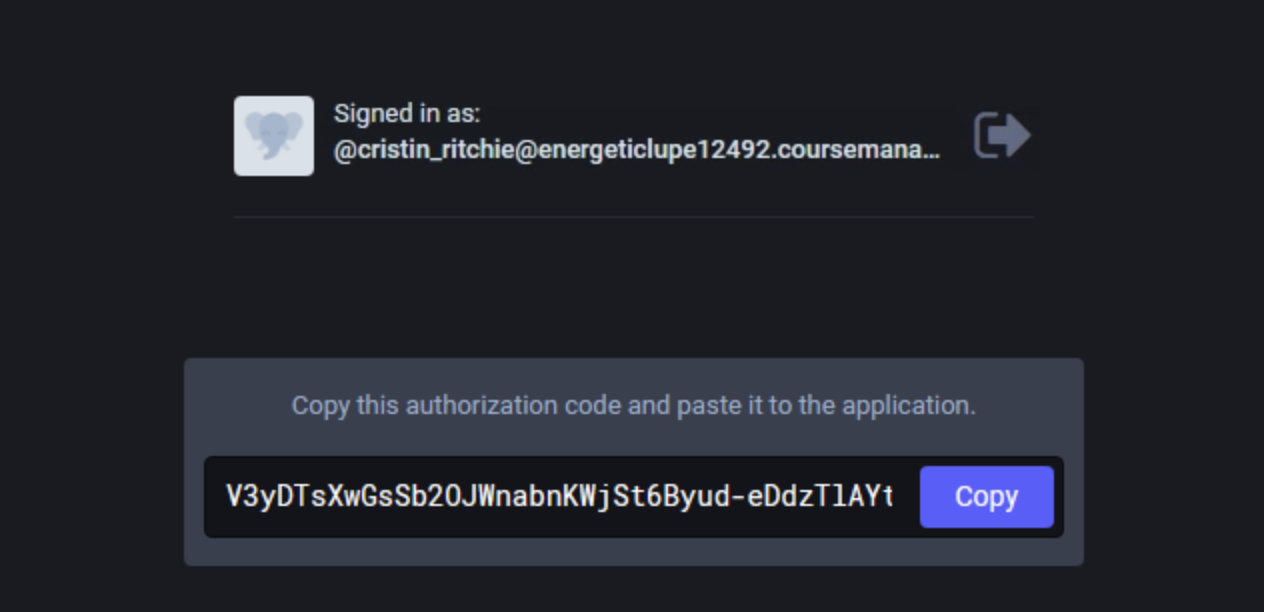 Signed in as:
@cristin_ritchie@energeticlupe12492.coursemana...
Copy this authorization code and paste it to the application.
V3yDTsXwGsSb2OJWnabnKWjSt6Byud-eDdzTlAYt
Copy